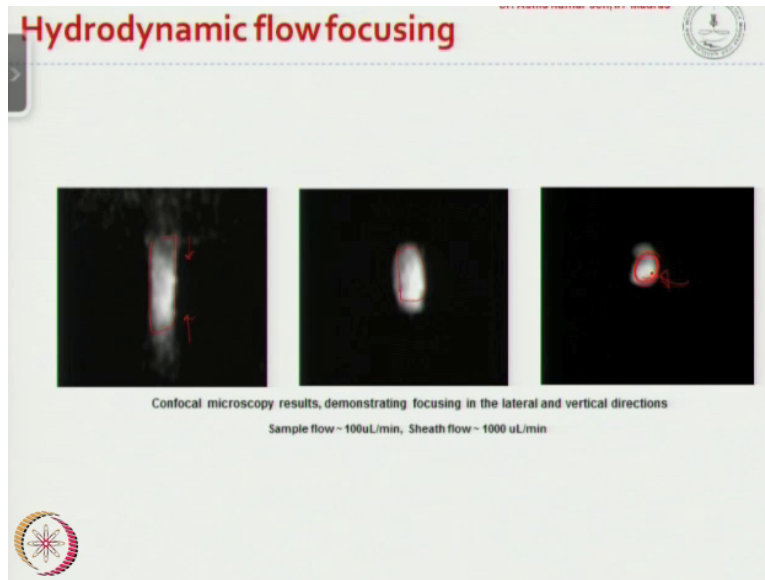 Hydrodynamic flow focusing
Confocal microscopy results, demonstrating focusing in the lateral and vertical directions
Sample flow ~ 100uL/min, Sheath flow ~ 1000 uL/min